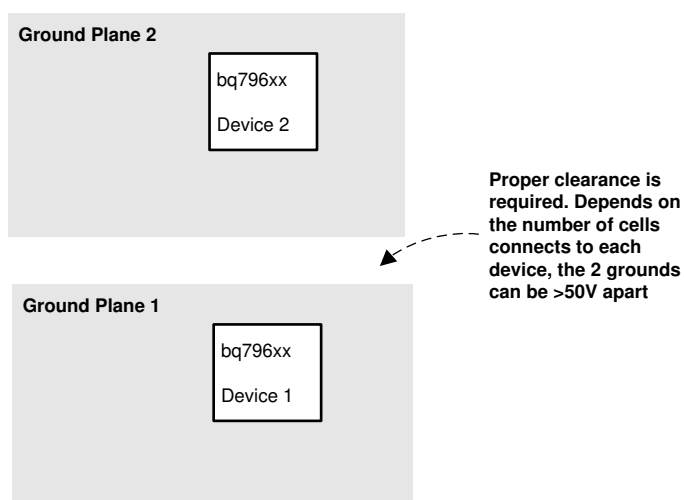 Ground Plane 2
bq796xx
Device 2
Proper clearance is
required. Depends on
the number of cells
connects to each
device, the 2 grounds
can be >50V apart
Ground Plane 1
bq796xx
Device 1